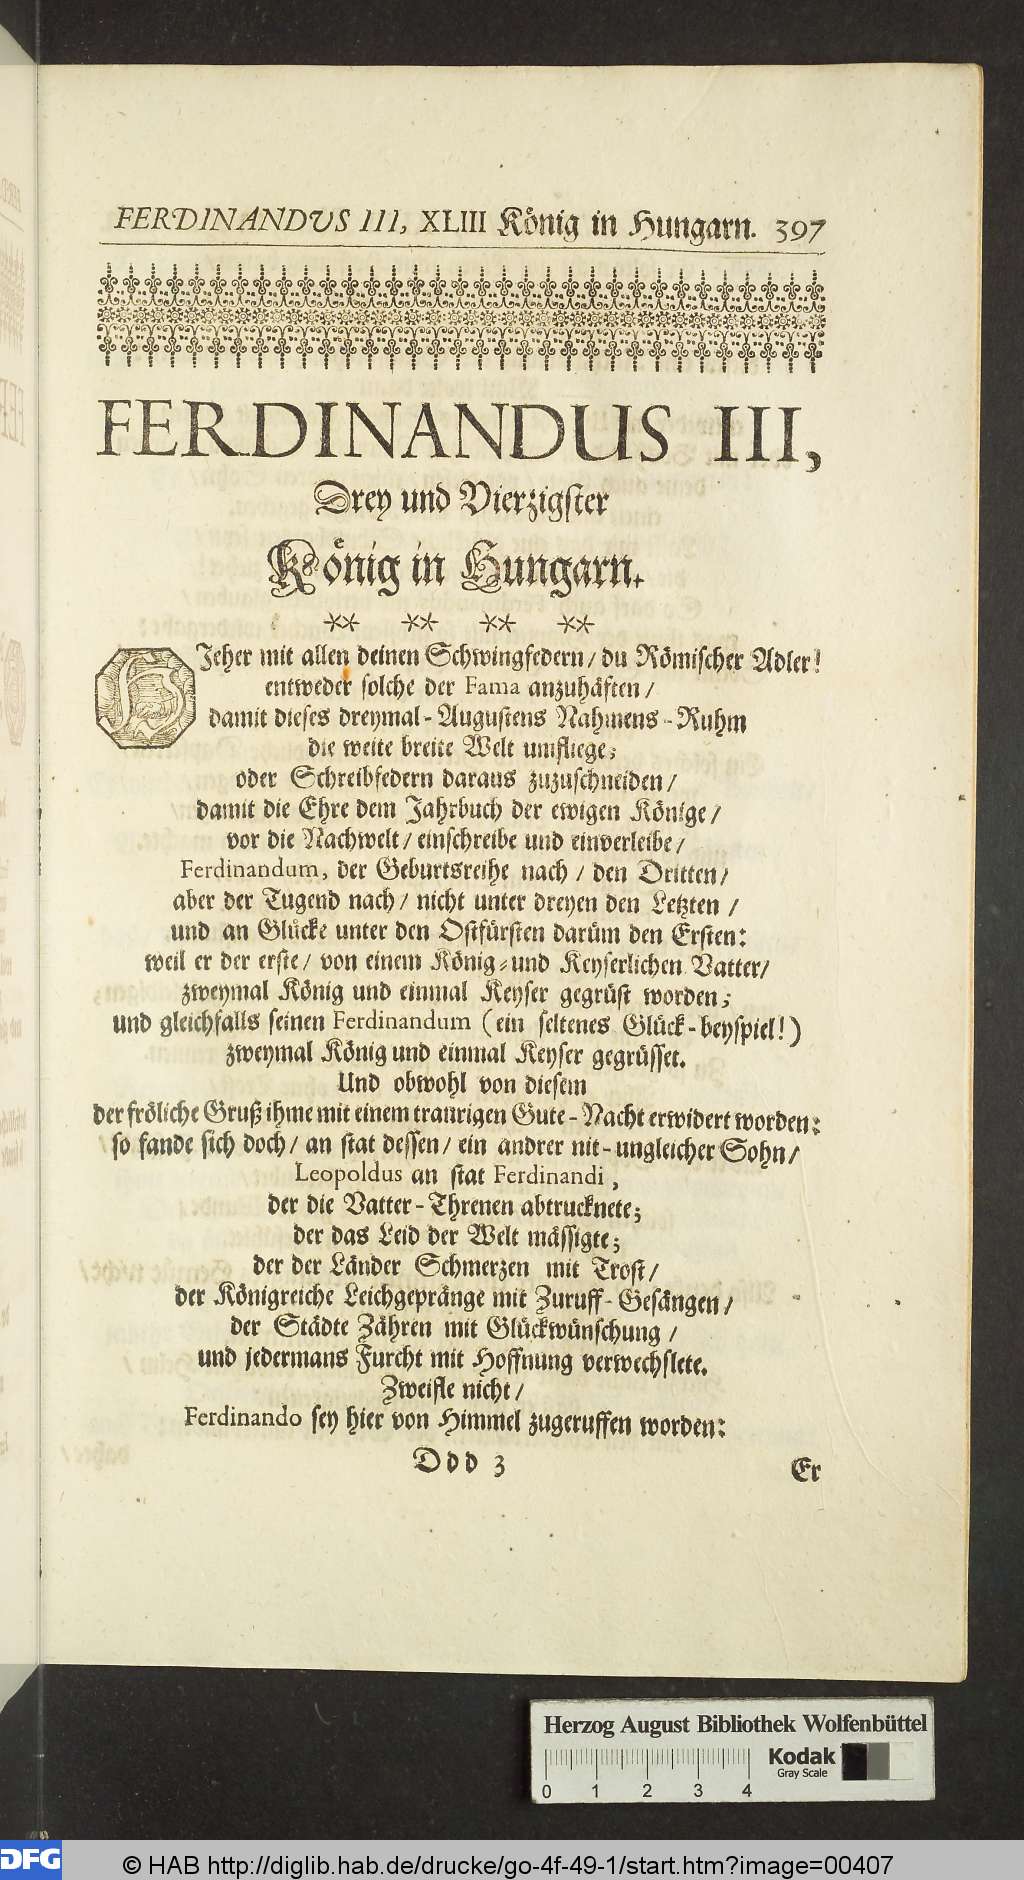 FERDINANDUS III, XLIII König in Hungarn. 397
FERDINANDUS III,
Drey und Vierzigster
König in Hungarn.
** ** ** **
HJeher mit allen deinen Schwingfedern / du Römischer Adler!
entweder solche der Fama anzuhäften /
damit dieses dreymal-Augustens Nahmens-Ruhm
die weite breite Welt umfliege;
oder Schreibfedern daraus zuzuschneiden /
damit die Ehre dem Jahrbuch der ewigen Könige /
vor die Nachwelt / einschreibe und einverleibe /
Ferdinandum, der Geburtsreihe nach / den Dritten /
aber der Tugend nach / nicht unter dreyen den Letzten /
und an Glücke unter den Ostfürsten darüm den Ersten:
weil er der erste / von einem König-und Keyserlichen Vatter /
zweymal König und einmal Keyser gegrüst worden;
und gleichfalls seinen Ferdinandum (ein seltenes Glück-beyspiel!)
zweymal König und einmal Keyser gegrüsset.
Und obwohl von diesem
der fröliche Gruß ihme mit einem traurigen Gute-Nacht erwidert worden:
so fande sich doch / an stat dessen / ein andrer nit-ungleicher Sohn /
Leopoldus an stat Ferdinandi,
der die Vatter-Threnen abtrucknete;
der das Leid der Welt mässigte;
der der Länder Schmerzen mit Trost /
der Königreiche Leichgepränge mit Zuruff-Gesängen /
der Städte Zähren mit Glückwünschung /
und jedermans Furcht mit Hoffnung verwechslete.
Zweifle nicht /
Ferdinando sey hier von Himmel zugeruffen worden:
Ddd 3 Er
Herzog August Bibliothek Wolfenbüttel
Kodak
Gray Scale
0 1 2 3 4
DFG © HAB http://diglib.hab.de/drucke/go-4f-49-1/start.htm?image=00407